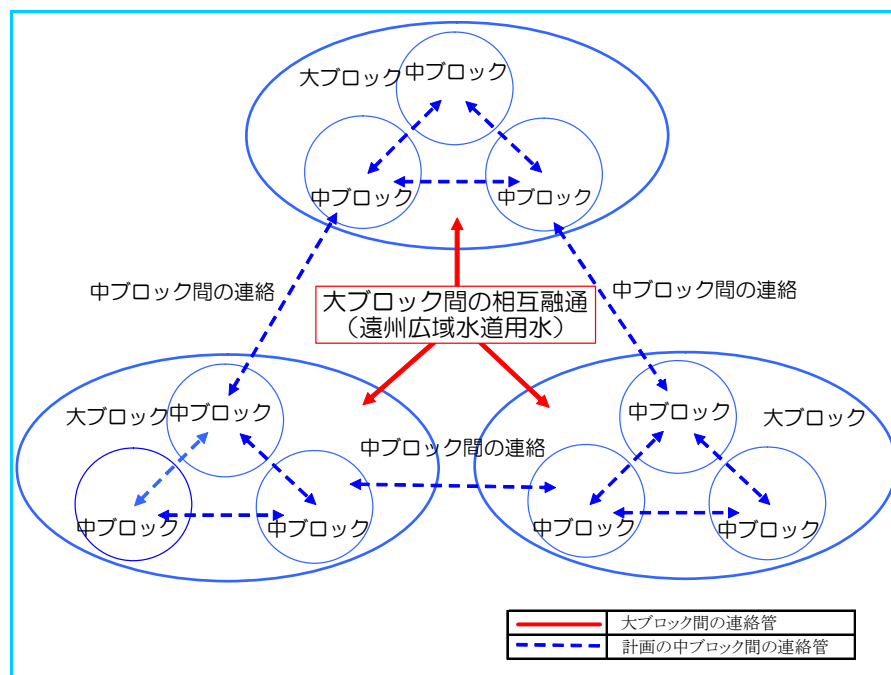 大ブロック
中ブロック
中ブロック
中ブロック
中ブロック間の連絡
中ブロック間の連絡
大ブロック間の相互融通
（遠州広域水道用水）
大ブロック
中ブロック
中ブロック
中ブロック
中ブロック間の連絡
中ブロック
大ブロック
中ブロック
中ブロック
大ブロック間の連絡管
計画の中ブロック間の連絡管